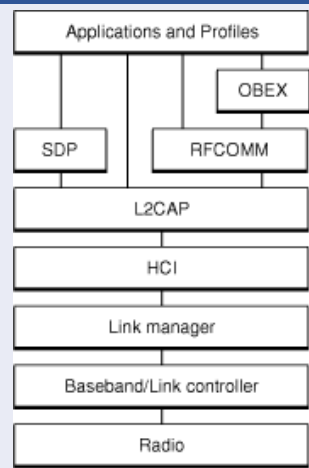 Applications and Profiles
OBEX
SDP
RFCOMM
L2CAP
HCI
Link manager
Baseband/Link controller
Radio